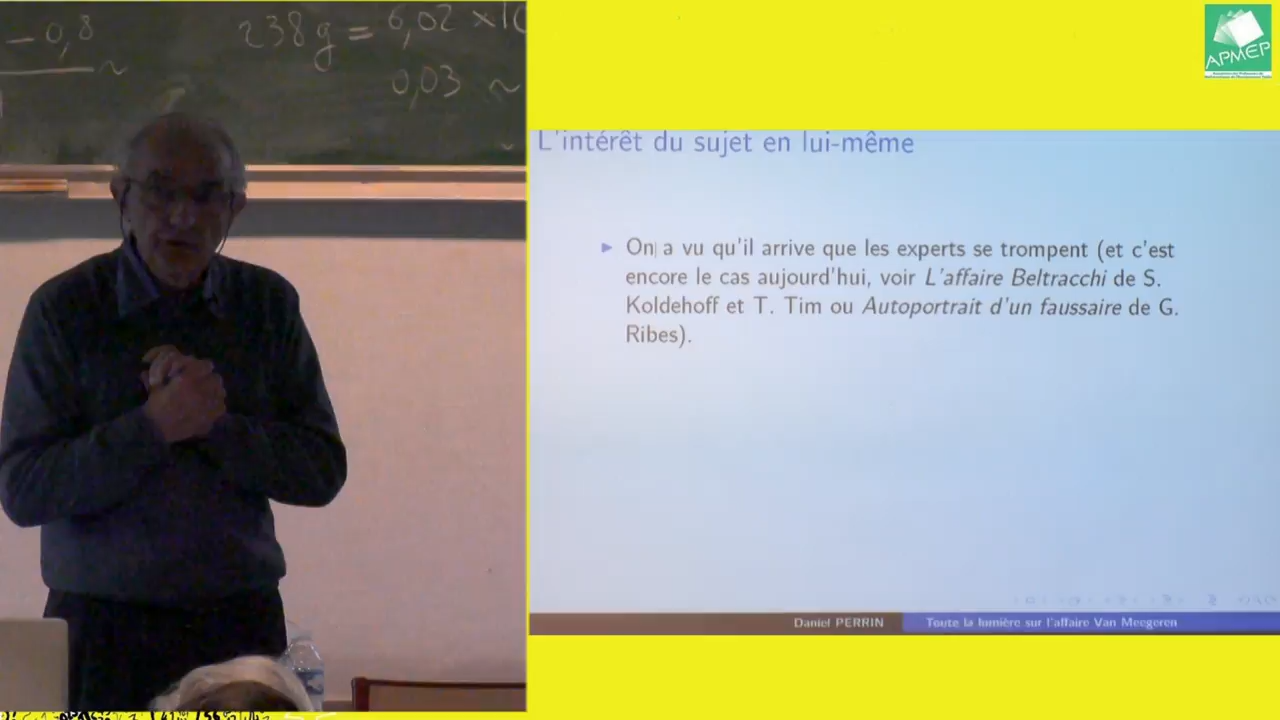 -0,8
238g = 6,02 ×10
0,03 ~
APMEP
L'intérêt du sujet en lui-même
On a vu qu'il arrive que les experts se trompent (et c'est
encore le cas aujourd'hui, voir L'affaire Beltracchi de S.
Koldehoff et T. Tim ou Autoportrait d'un faussaire de G.
Ribes).
Daniel PERRIN
Toute la lumière sur l'affaire Van Meegeren